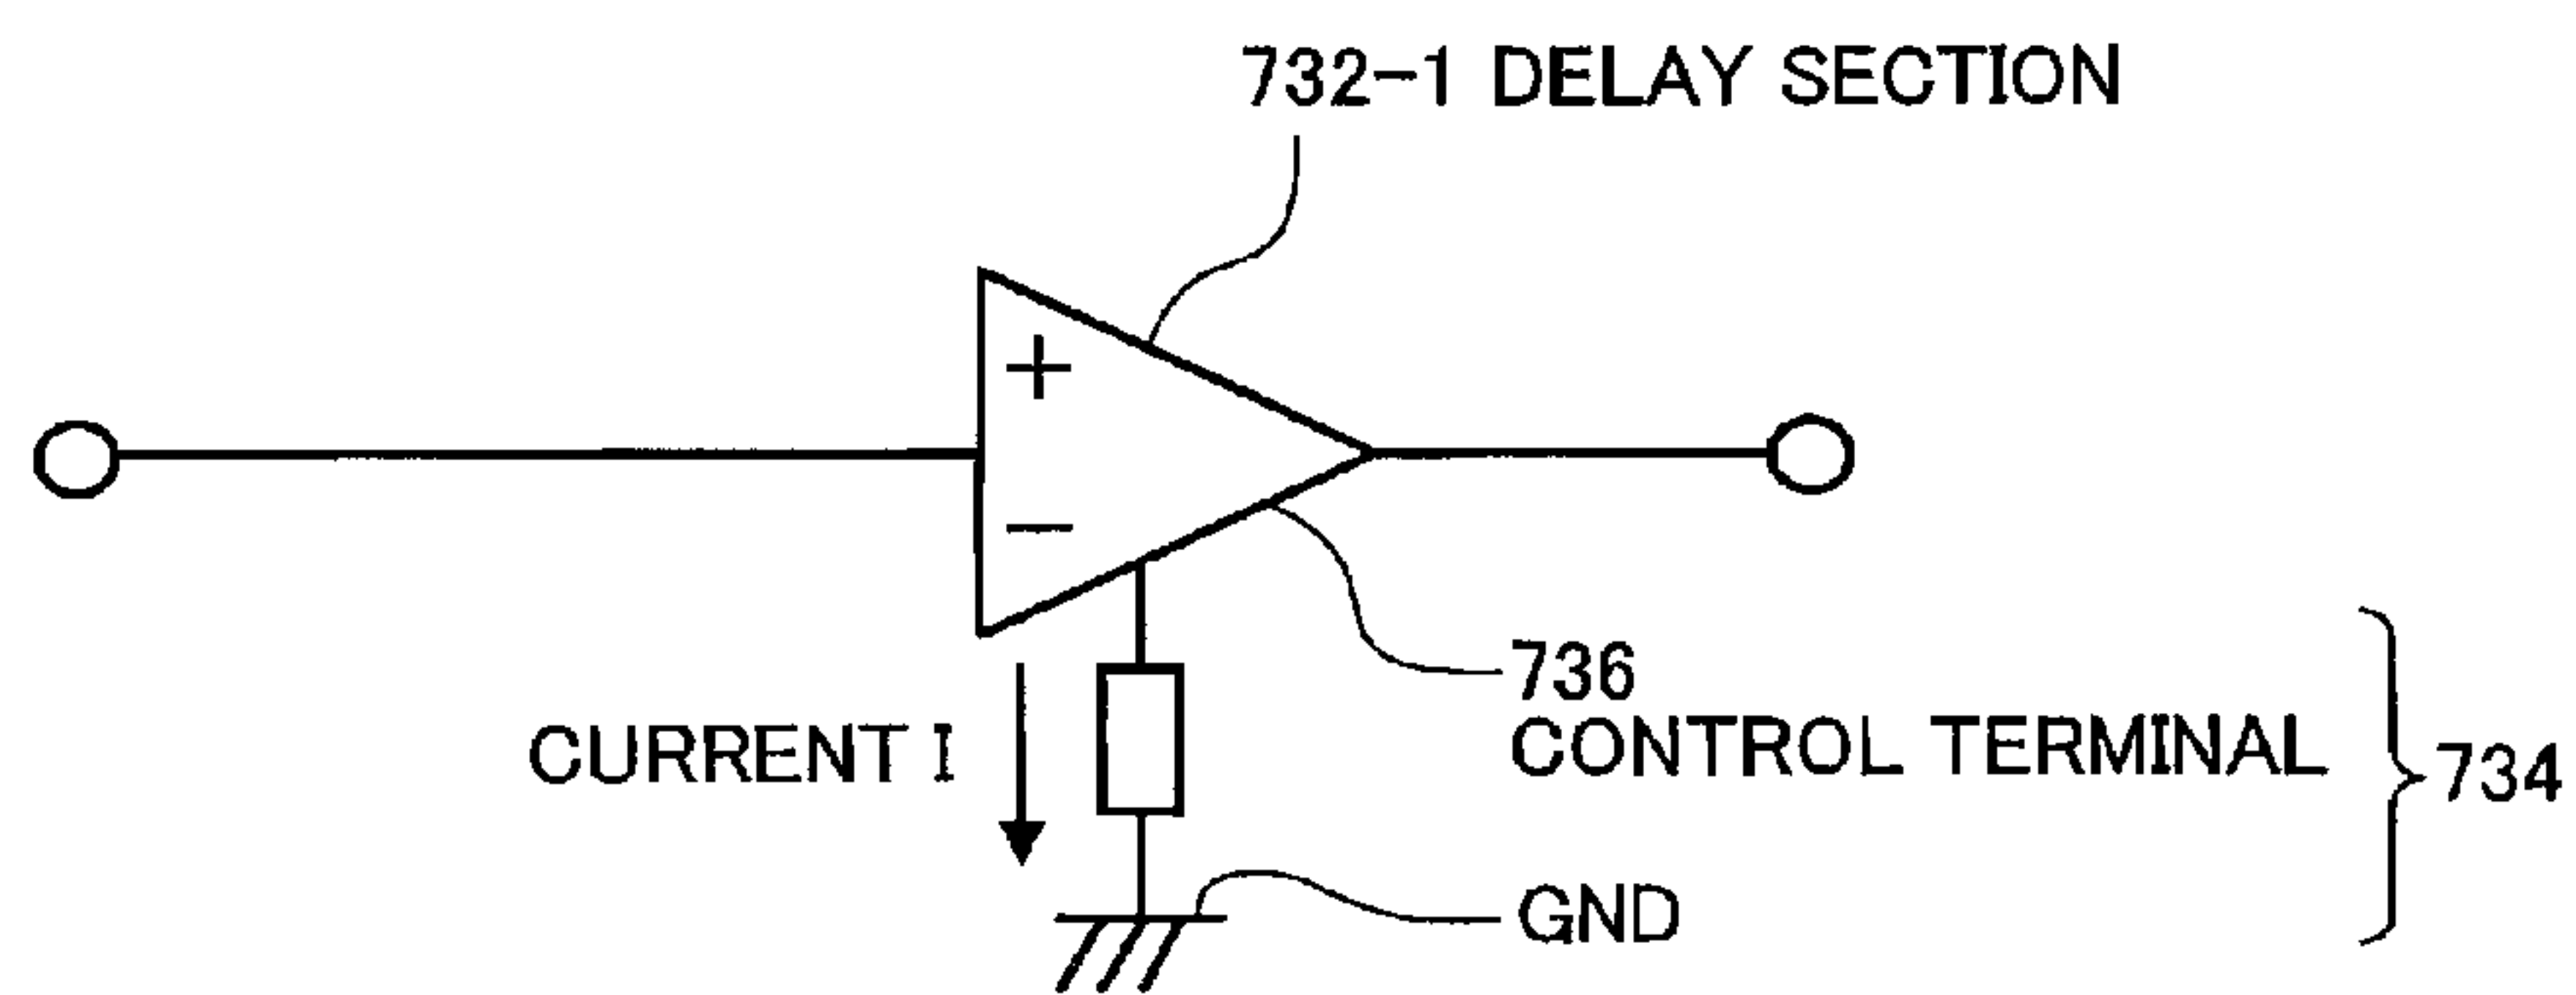 732-1 DELAY SECTION
+
−
736
CONTROL TERMINAL
734
CURRENT I
GND